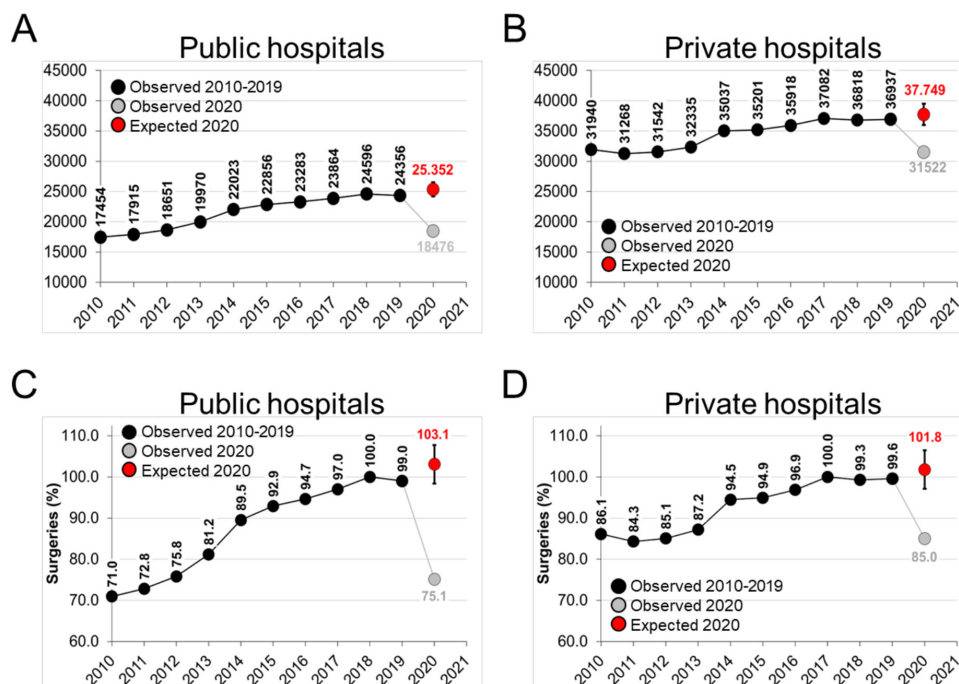 A
Public hospitals
45000
40000
35000
30000
25000
20000
15000
10000
Observed 2010-2019
Observed 2020
Expected 2020
17454
17915
18651
19970
22023
22856
23283
23864
24596
24356
25.352
18476
2010 2011 2012 2013 2014 2015 2016 2017 2018 2019 2020 2021
B
Private hospitals
45000
40000
35000
30000
25000
20000
15000
10000
31940
31268
31542
32335
35037
35201
35918
37082
36818
36937
37.749
31522
Observed 2010-2019
Observed 2020
Expected 2020
2010 2011 2012 2013 2014 2015 2016 2017 2018 2019 2020 2021
C
Public hospitals
Surgeries (%)
110.0
100.0
90.0
80.0
70.0
60.0
Observed 2010-2019
Observed 2020
Expected 2020
71.0
72.8
75.8
81.2
89.5
92.9
94.7
97.0
100.0
99.0
103.1
75.1
2010 2011 2012 2013 2014 2015 2016 2017 2018 2019 2020 2021
D
Private hospitals
Surgeries (%)
110.0
100.0
90.0
80.0
70.0
60.0
86.1
84.3
85.1
87.2
94.5
94.9
96.9
100.0
99.3
99.6
101.8
85.0
Observed 2010-2019
Observed 2020
Expected 2020
2010 2011 2012 2013 2014 2015 2016 2017 2018 2019 2020 2021